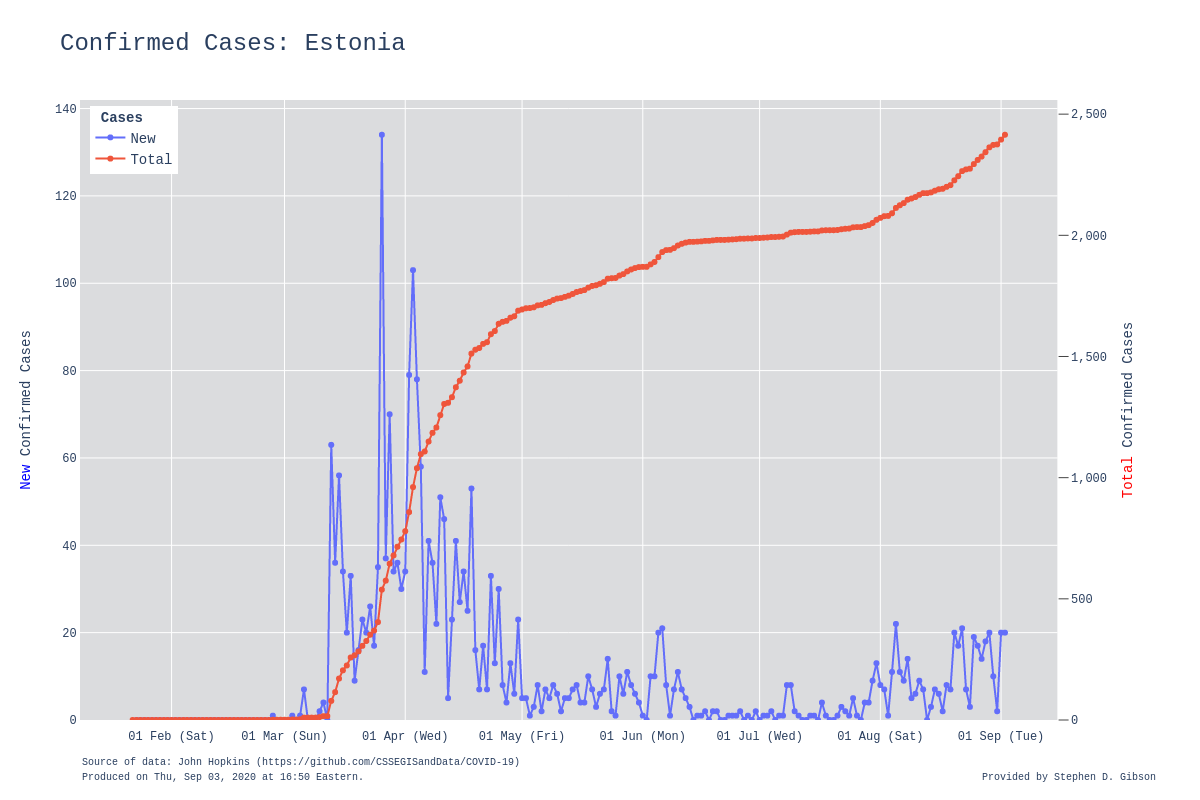 Confirmed Cases: Estonia
Cases
New
Total
140
120
100
80
60
40
20
0
2,500
2,000
1,500
1,000
500
0
New Confirmed Cases
Total Confirmed Cases
01 Feb (Sat)
01 Mar (Sun)
01 Apr (Wed)
01 May (Fri)
01 Jun (Mon)
01 Jul (Wed)
01 Aug (Sat)
01 Sep (Tue)
Source of data: John Hopkins (https://github.com/CSSEGISandData/COVID-19)
Produced on Thu, Sep 03, 2020 at 16:50 Eastern.
Provided by Stephen D. Gibson